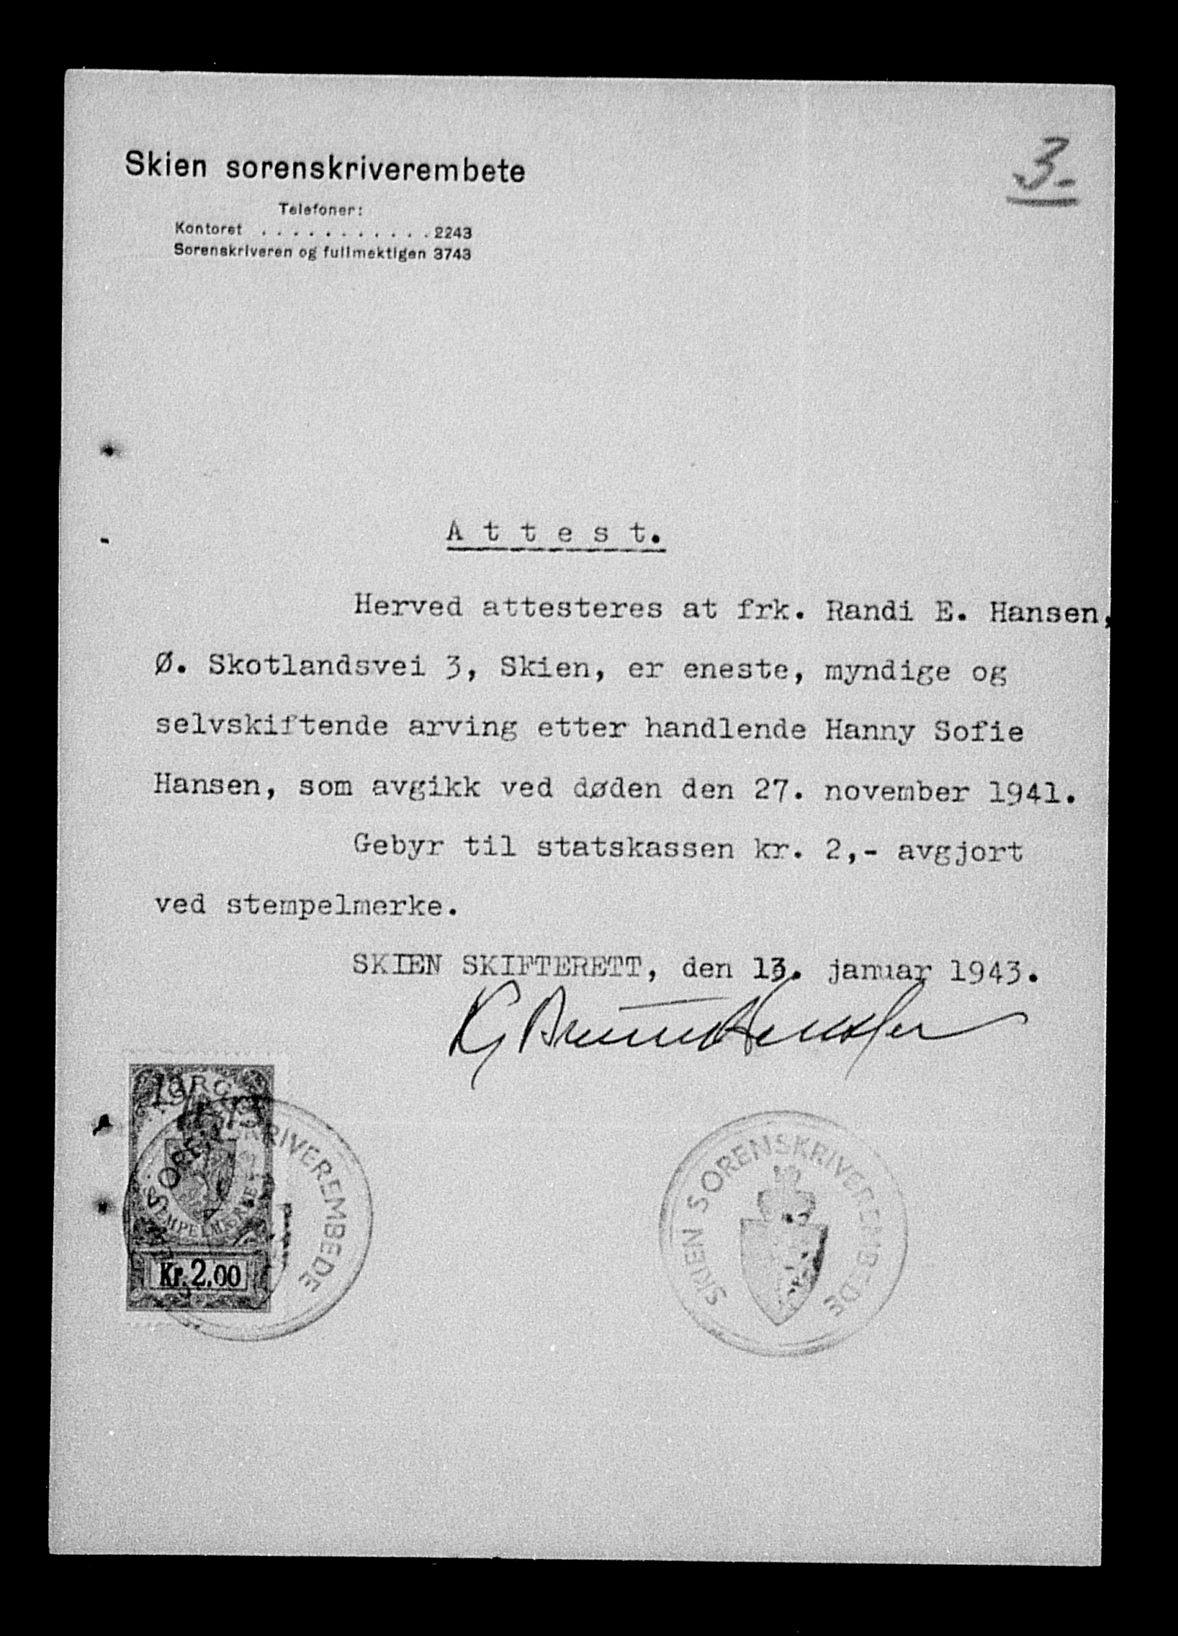 Skien sorenskriverembete
3.-
Telefoner:
Kontoret . . . . . . . . . . . 2243
Sorenskriveren og fullmektigen 3743
A t t e s t.
Herved attesteres at frk. Randi E. Hansen,
Ø. Skotlandsvei 3, Skien, er eneste, myndige og
selvskiftende arving etter handlende Hanny Sofie
Hansen, som avgikk ved døden den 27. november 1941.
Gebyr til statskassen kr. 2,- avgjort
ved stempelmerke.
SKIEN SKIFTERETT, den 13. januar 1943.
SORENSKRIVEREMBEDE
STEMPELMÆRKE
Kr. 2.00
SKIEN SORENSKRIVEREMBEDE